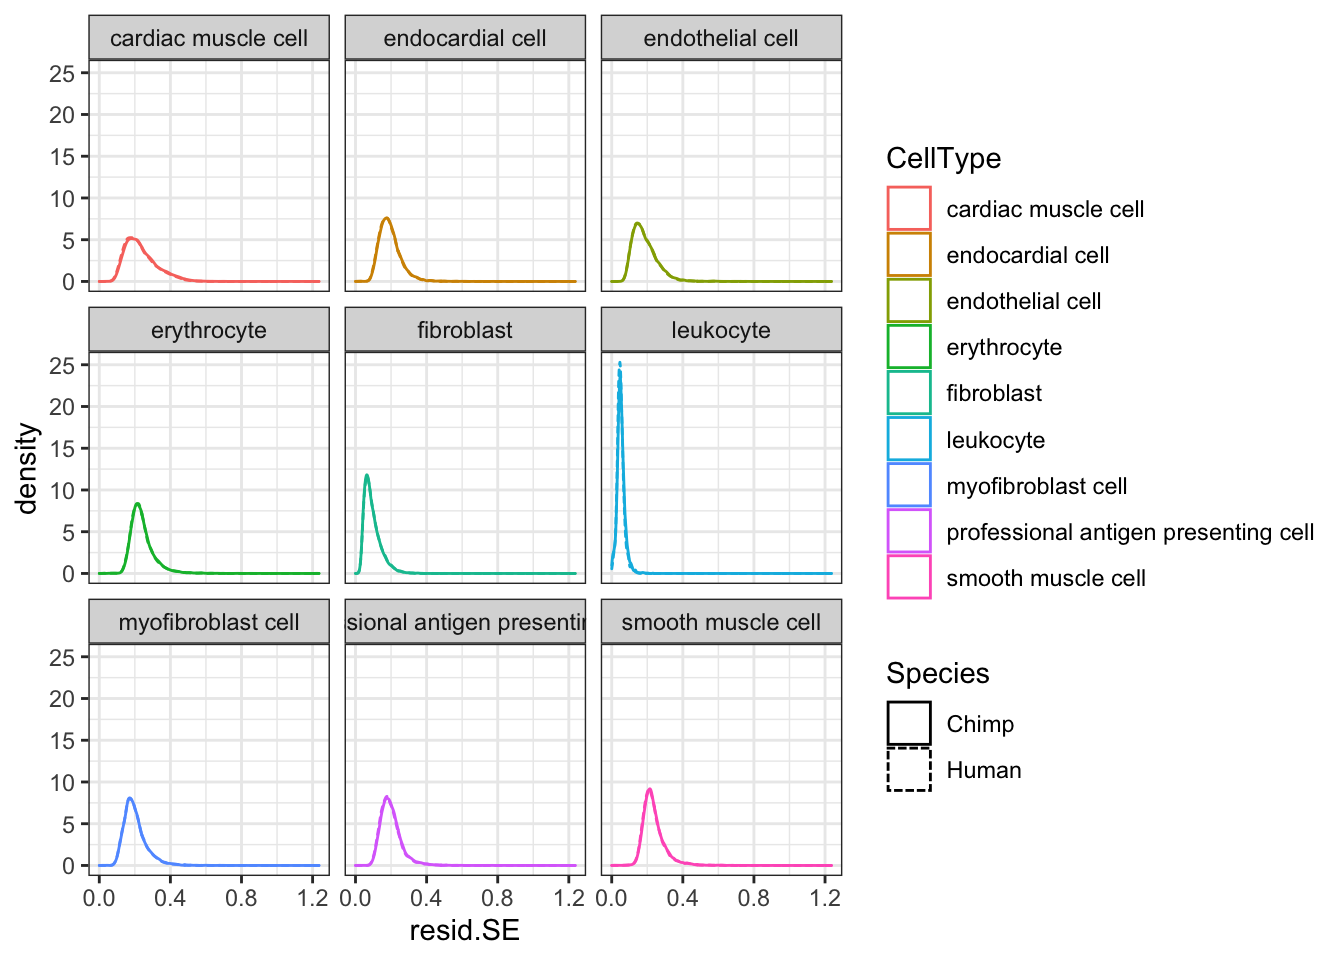 cardiac muscle cell
endocardial cell
endothelial cell
25
20
15
10
5
0
erythrocyte
fibroblast
leukocyte
25
20
15
10
5
0
myofibroblast cell
sional antigen presentin
smooth muscle cell
25
20
15
10
5
0
0.0 0.4 0.8 1.2
0.0 0.4 0.8 1.2
0.0 0.4 0.8 1.2
resid.SE
density
CellType
cardiac muscle cell
endocardial cell
endothelial cell
erythrocyte
fibroblast
leukocyte
myofibroblast cell
professional antigen presenting cell
smooth muscle cell
Species
Chimp
Human